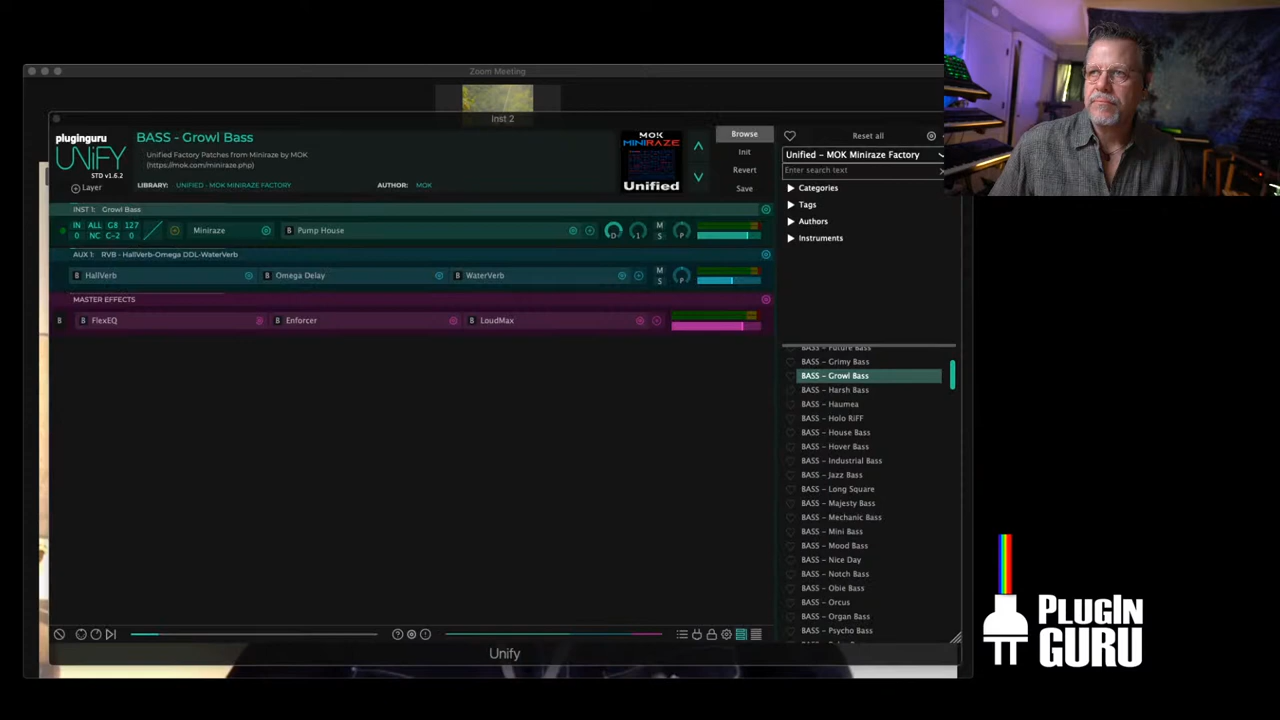 Zoom Meeting
Inst 2
pluginguru
UNIFY
STD v1.6.2
Layer
BASS - Growl Bass
Unified Factory Patches from Miniraze by MOK
(https://mok.com/miniraze.php)
LIBRARY: UNIFIED - MOK MINIRAZE FACTORY AUTHOR: MOK
MOK
MINIRAZE
Unified
Browse
Init
Revert
Save
Reset all
Unified – MOK Miniraze Factory
Enter search text
Categories
Tags
Authors
Instruments
INST 1: Growl Bass
IN ALL G8 127
0 NC C-2 0
Miniraze
B Pump House
D 1 M S P
AUX 1: RVB - HallVerb-Omega DDL-WaterVerb
B HallVerb B Omega Delay B WaterVerb
M S P
MASTER EFFECTS
B B FlexEQ B Enforcer B LoudMax
BASS – Future Bass
BASS – Grimy Bass
BASS – Growl Bass
BASS – Harsh Bass
BASS – Haumea
BASS – Holo RiFF
BASS – House Bass
BASS – Hover Bass
BASS – Industrial Bass
BASS – Jazz Bass
BASS – Long Square
BASS – Majesty Bass
BASS – Mechanic Bass
BASS – Mini Bass
BASS – Mood Bass
BASS – Nice Day
BASS – Notch Bass
BASS – Obie Bass
BASS – Orcus
BASS – Organ Bass
BASS – Psycho Bass
Unify
PLUGIN
GURU